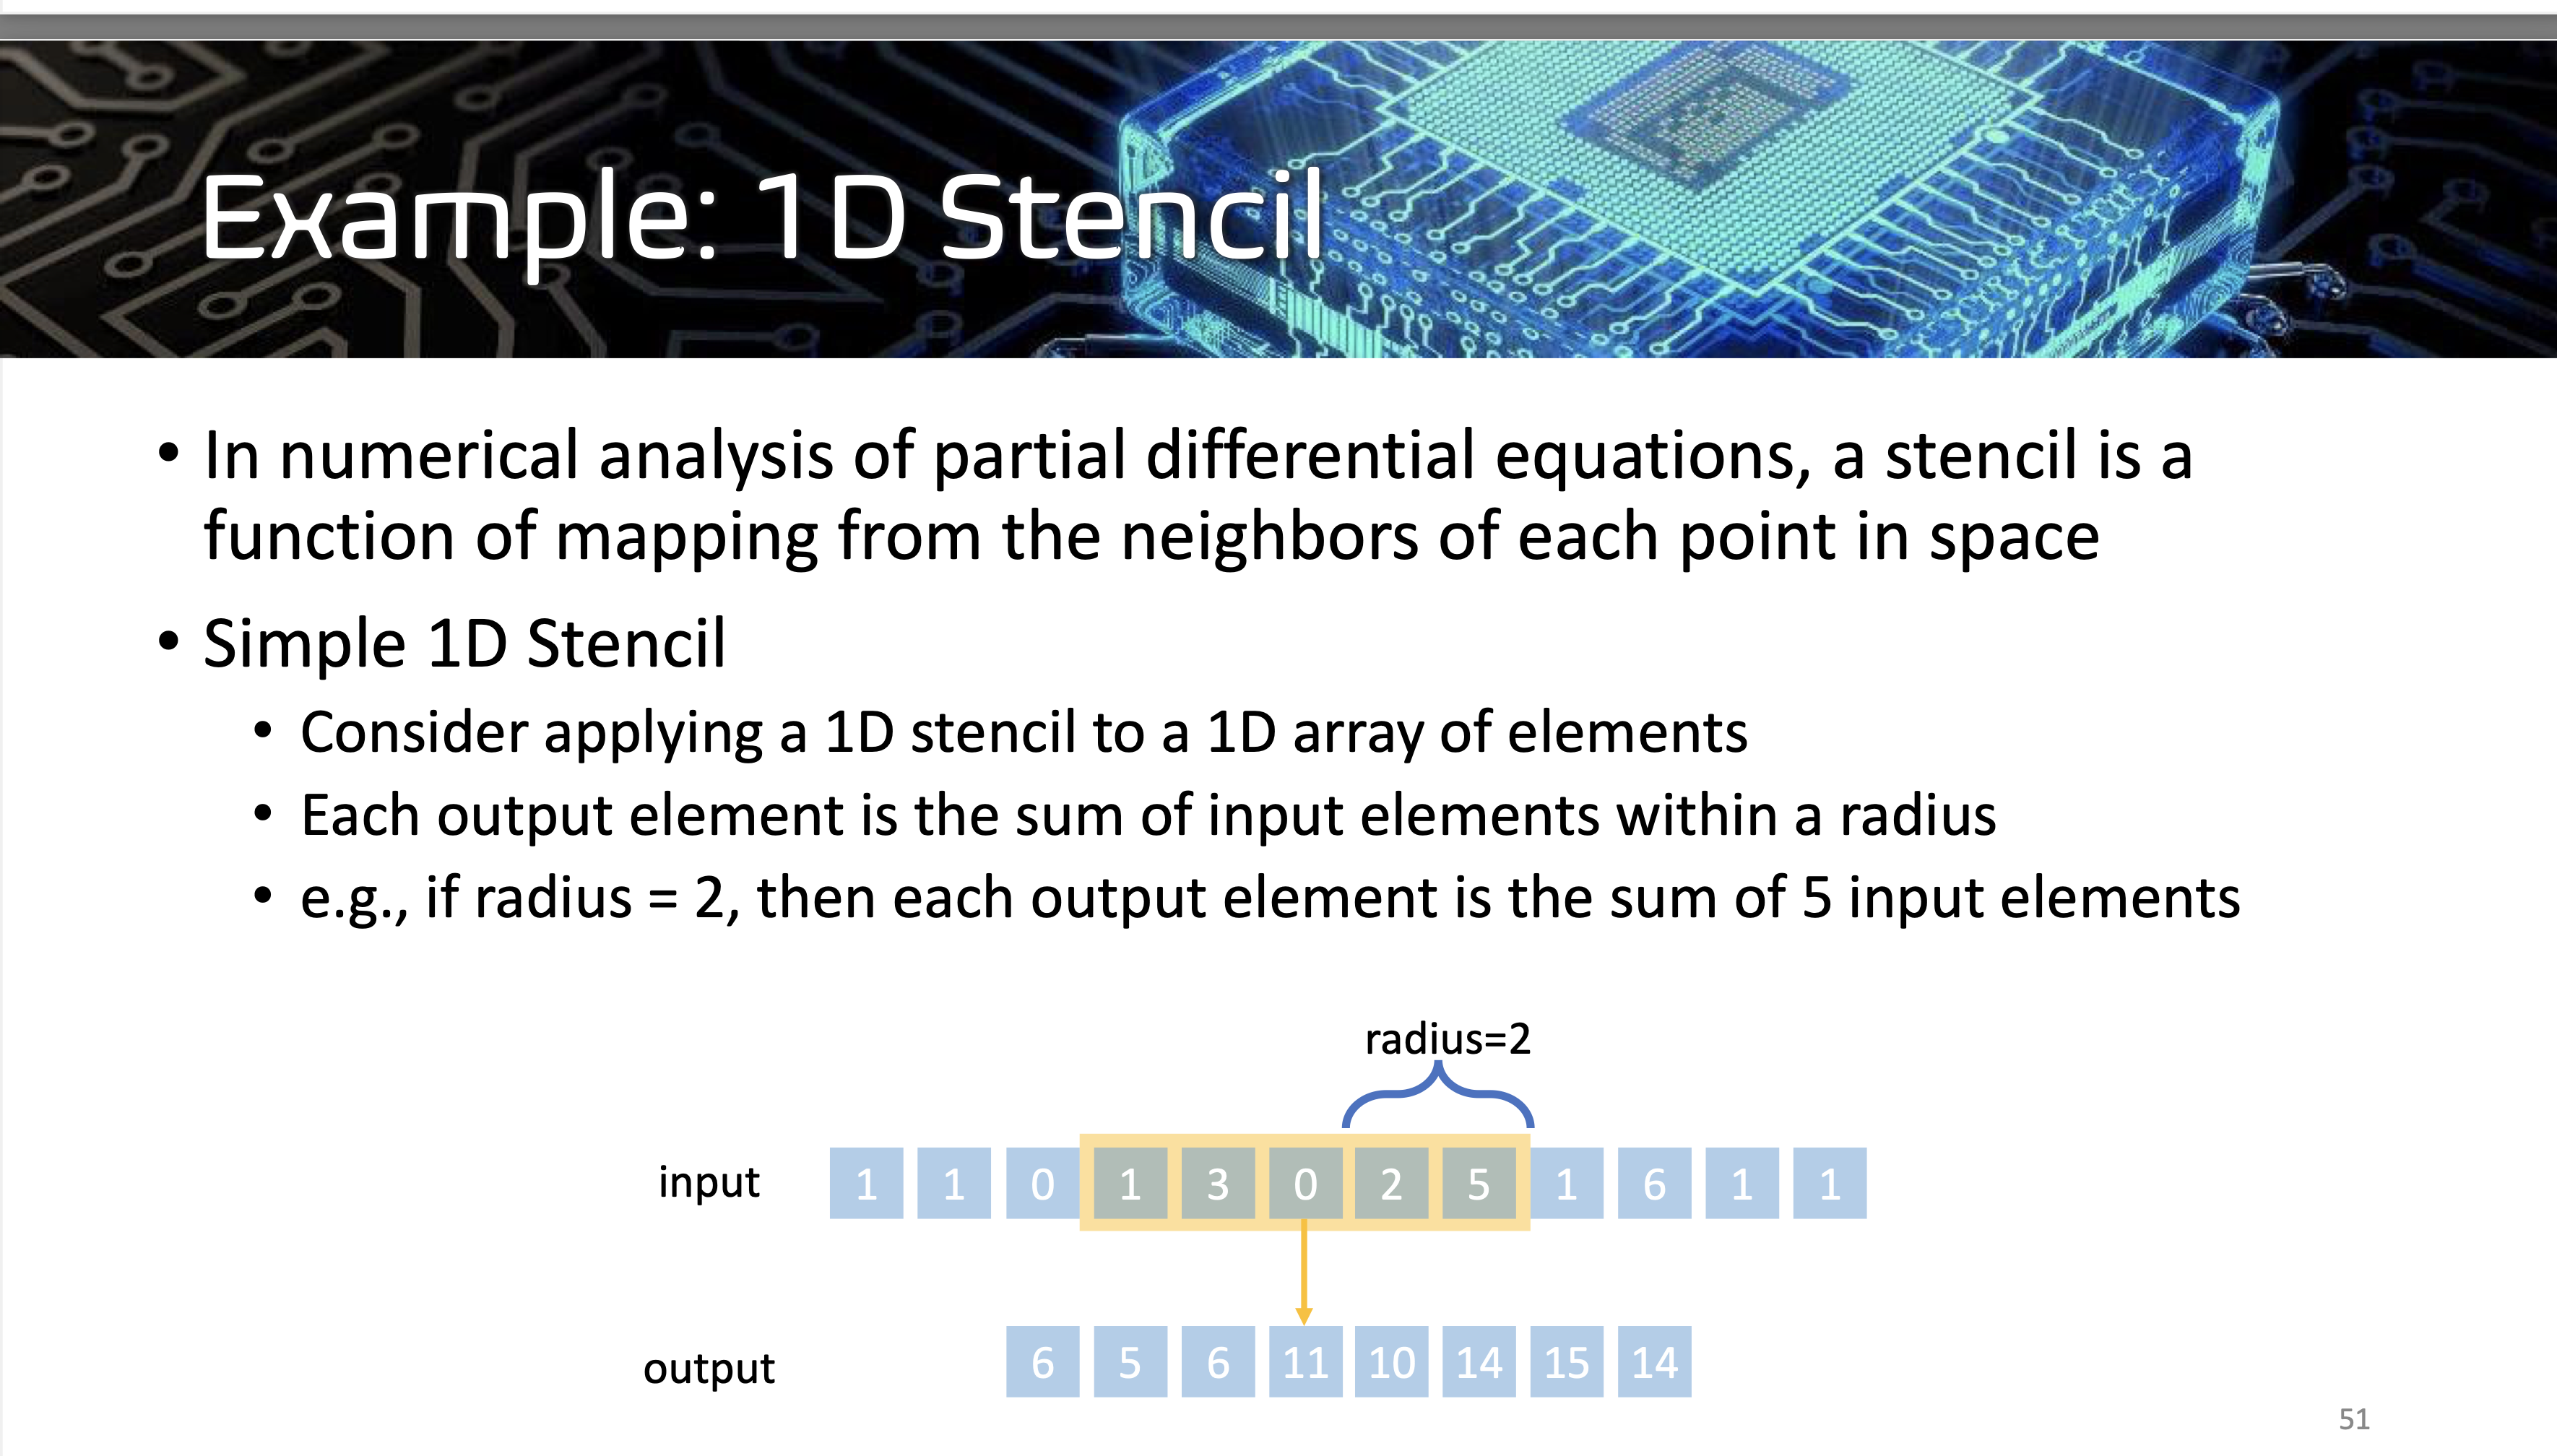 Example: 1D Stencil
• In numerical analysis of partial differential equations, a stencil is a
function of mapping from the neighbors of each point in space
• Simple 1D Stencil
• Consider applying a 1D stencil to a 1D array of elements
• Each output element is the sum of input elements within a radius
• e.g., if radius = 2, then each output element is the sum of 5 input elements
radius=2
input 1 1 0 1 3 0 2 5 1 6 1 1
output 6 5 6 11 10 14 15 14
51